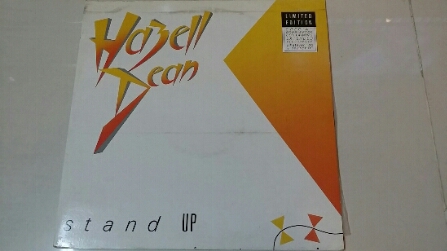 Hazell
Dean
LIMITED
EDITION
stand UP